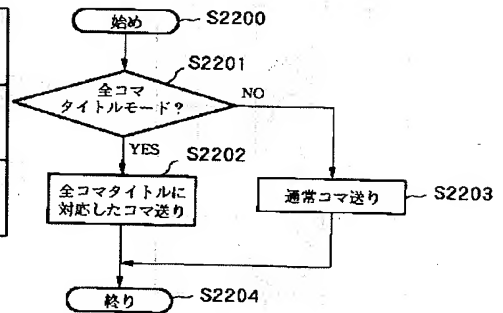 始め
S2200
S2201
全コマ
タイトルモード?
NO
YES
S2202
全コマタイトルに
対応したコマ送り
通常コマ送り
S2203
終り
S2204